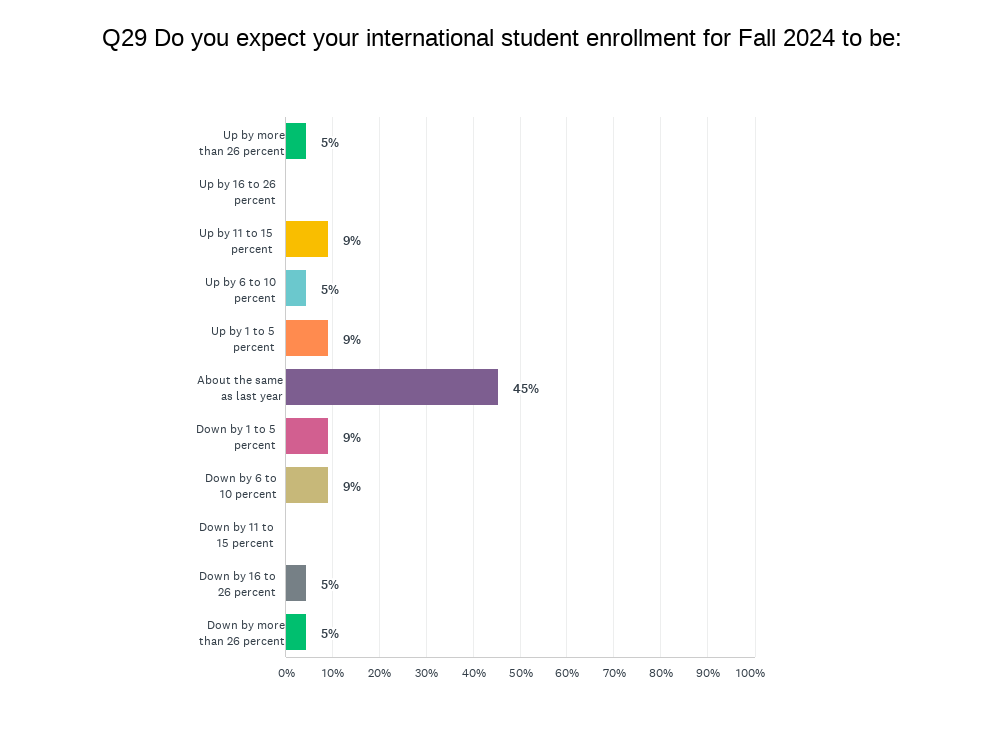 Q29 Do you expect your international student enrollment for Fall 2024 to be:
Up by more
than 26 percent
5%
Up by 16 to 26
percent
Up by 11 to 15
percent
9%
Up by 6 to 10
percent
5%
Up by 1 to 5
percent
9%
About the same
as last year
45%
Down by 1 to 5
percent
9%
Down by 6 to
10 percent
9%
Down by 11 to
15 percent
Down by 16 to
26 percent
5%
Down by more
than 26 percent
5%
0% 10% 20% 30% 40% 50% 60% 70% 80% 90% 100%